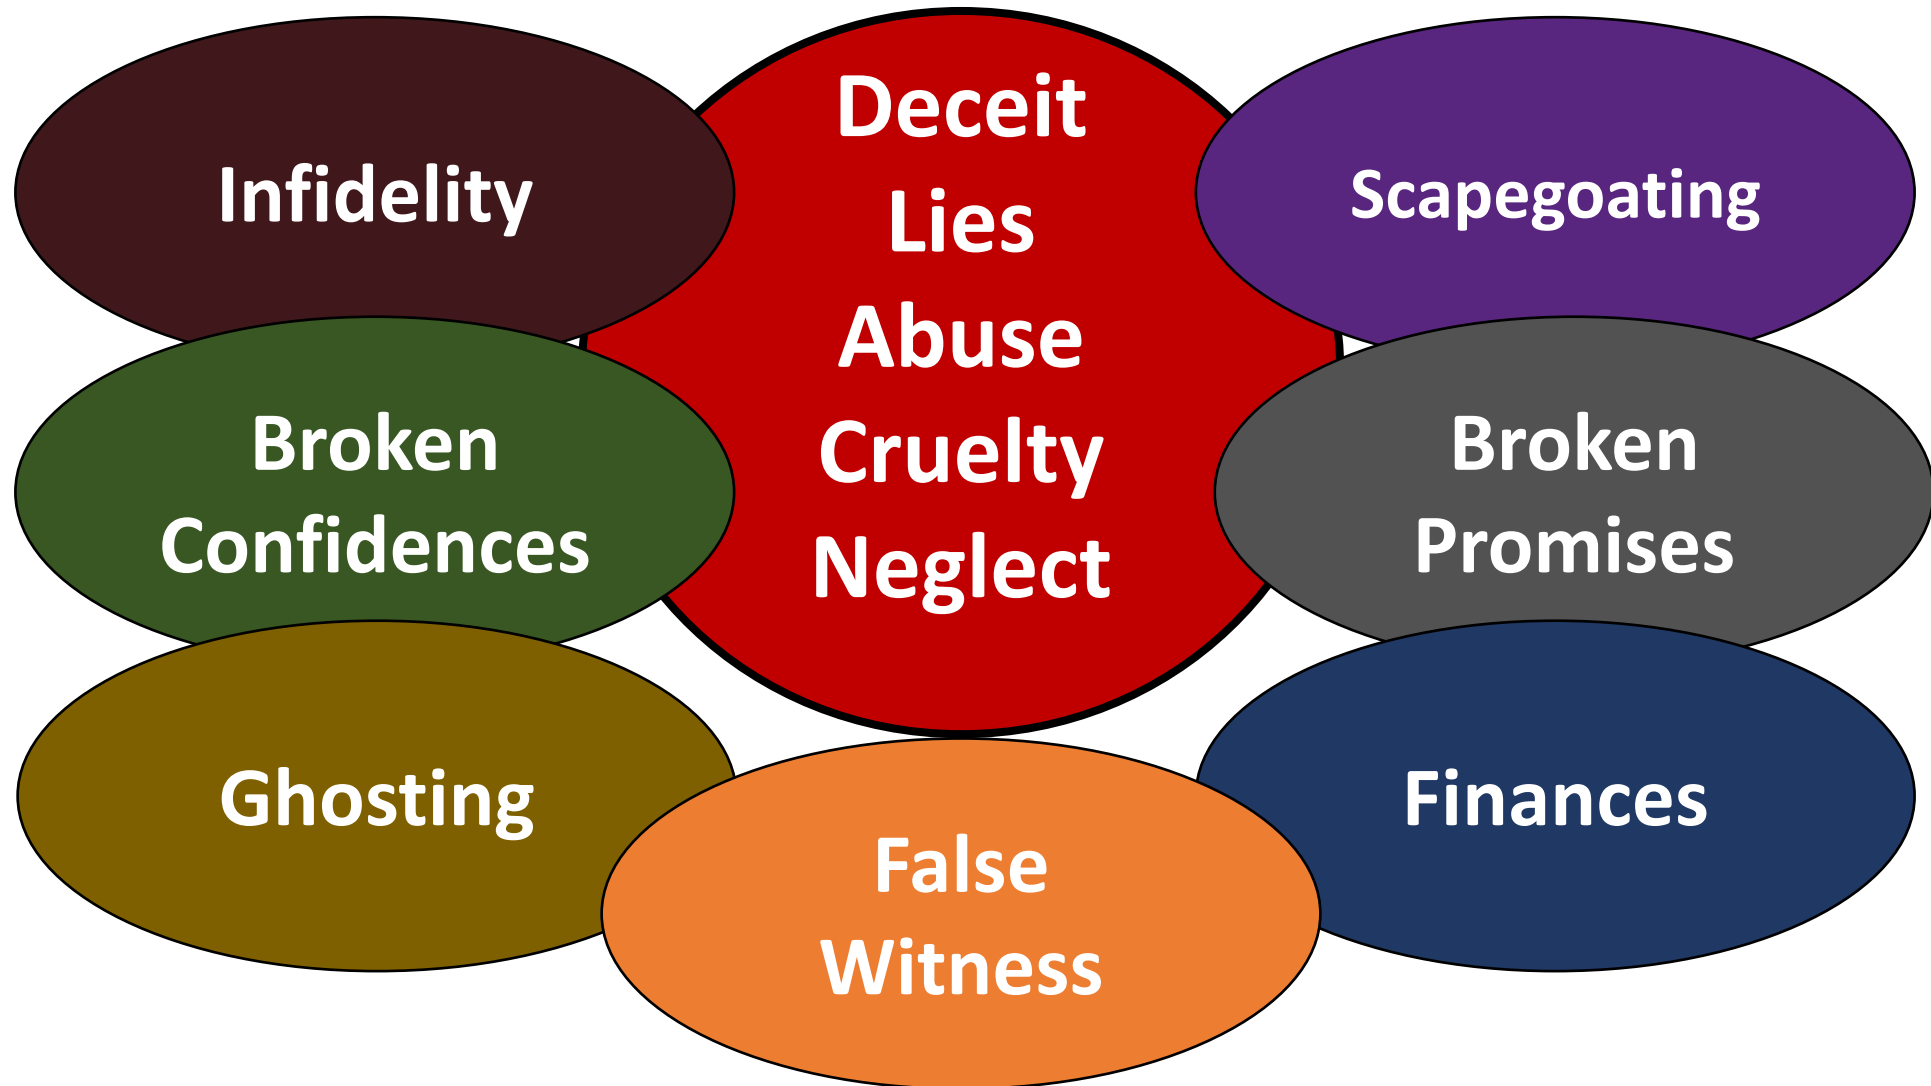 Deceit
Lies
Abuse
Cruelty
Neglect
Infidelity
Broken
Confidences
Ghosting
False
Witness
Scapegoating
Broken
Promises
Finances